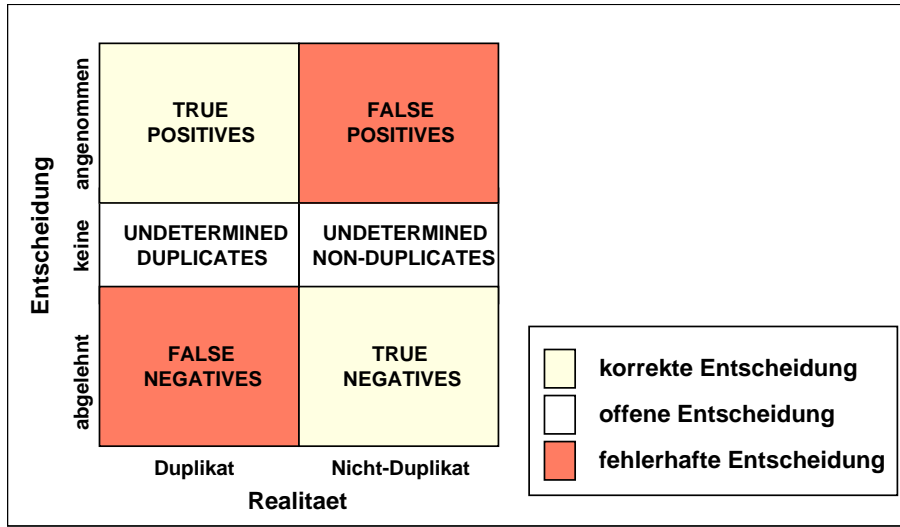 Entscheidung
angenommen
keine
abgelehnt
TRUE
POSITIVES
FALSE
POSITIVES
UNDETERMINED
DUPLICATES
UNDETERMINED
NON-DUPLICATES
FALSE
NEGATIVES
TRUE
NEGATIVES
Duplikat
Nicht-Duplikat
Realitaet
korrekte Entscheidung
offene Entscheidung
fehlerhafte Entscheidung